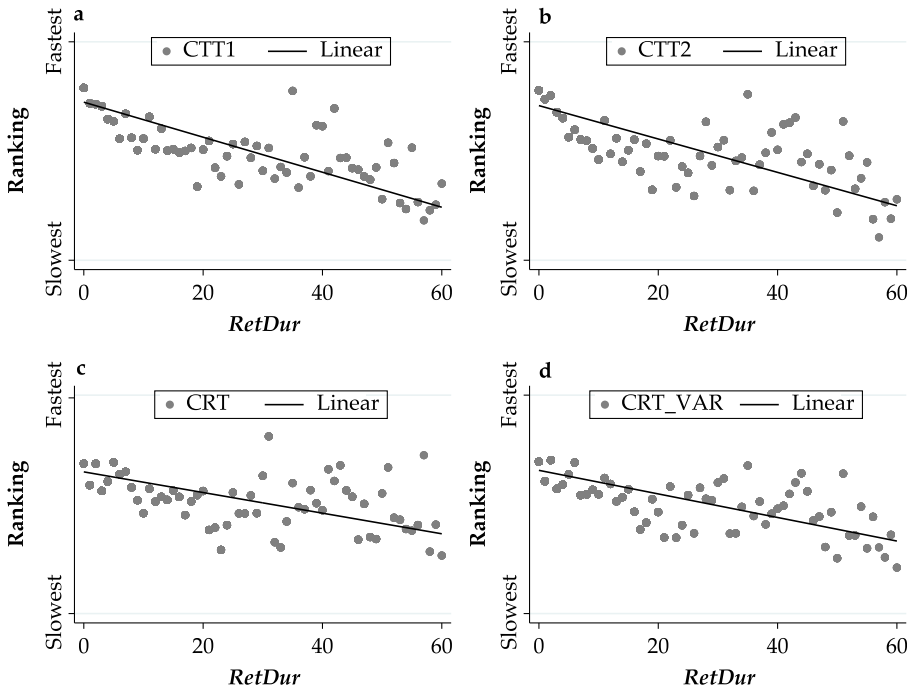 a
Fastest
CTT1 Linear
Ranking
Slowest
0 20 40 60
RetDur
b
Fastest
CTT2 Linear
Ranking
Slowest
0 20 40 60
RetDur
c
Fastest
CRT Linear
Ranking
Slowest
0 20 40 60
RetDur
d
Fastest
CRT_VAR Linear
Ranking
Slowest
0 20 40 60
RetDur